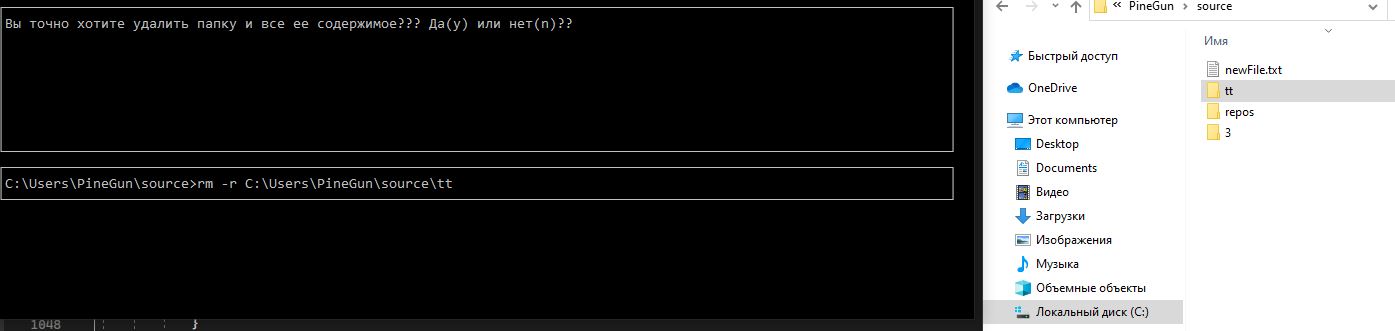 Вы точно хотите удалить папку и все ее содержимое??? Да(y) или нет(n)??
C:\Users\PineGun\source>rm -r C:\Users\PineGun\source\tt
1048 }
« PineGun > source
Имя
Быстрый доступ
OneDrive
Этот компьютер
Desktop
Documents
Видео
Загрузки
Изображения
Музыка
Объемные объекты
Локальный диск (C:)
newFile.txt
tt
repos
3